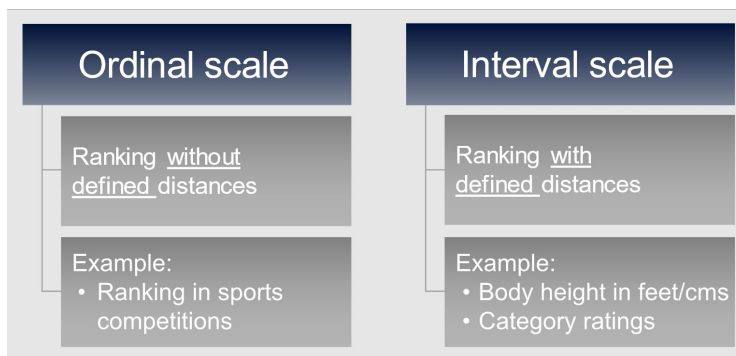 Ordinal scale
Ranking without
defined distances
Example:
• Ranking in sports
competitions
Interval scale
Ranking with
defined distances
Example:
• Body height in feet/cms
• Category ratings